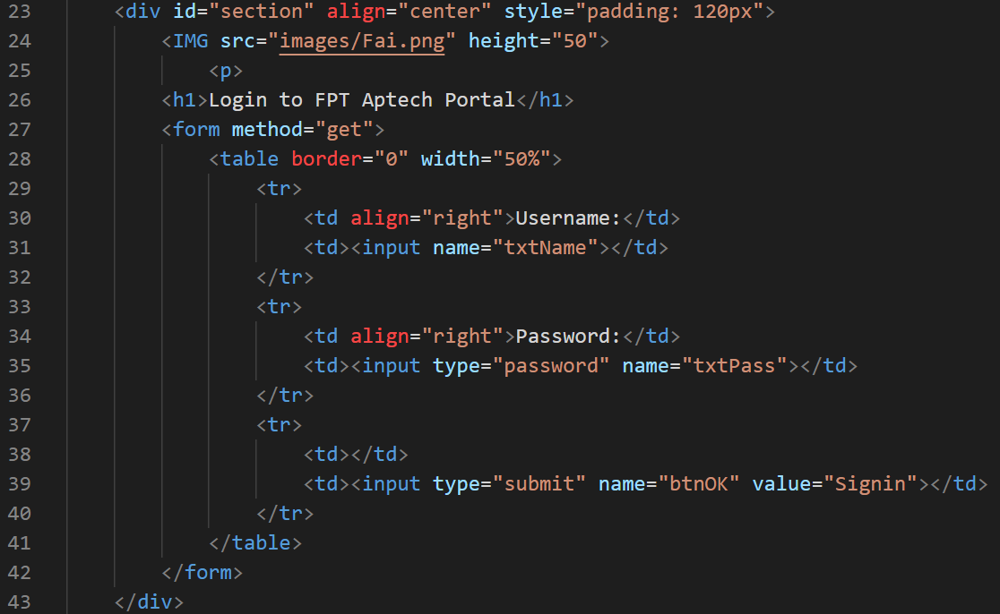 23 <div id="section" align="center" style="padding: 120px">
24 <IMG src="images/Fai.png" height="50">
25 <p>
26 <h1>Login to FPT Aptech Portal</h1>
27 <form method="get">
28 <table border="0" width="50%">
29 <tr>
30 <td align="right">Username:</td>
31 <td><input name="txtName"></td>
32 </tr>
33 <tr>
34 <td align="right">Password:</td>
35 <td><input type="password" name="txtPass"></td>
36 </tr>
37 <tr>
38 <td></td>
39 <td><input type="submit" name="btnOK" value="Signin"></td>
40 </tr>
41 </table>
42 </form>
43 </div>